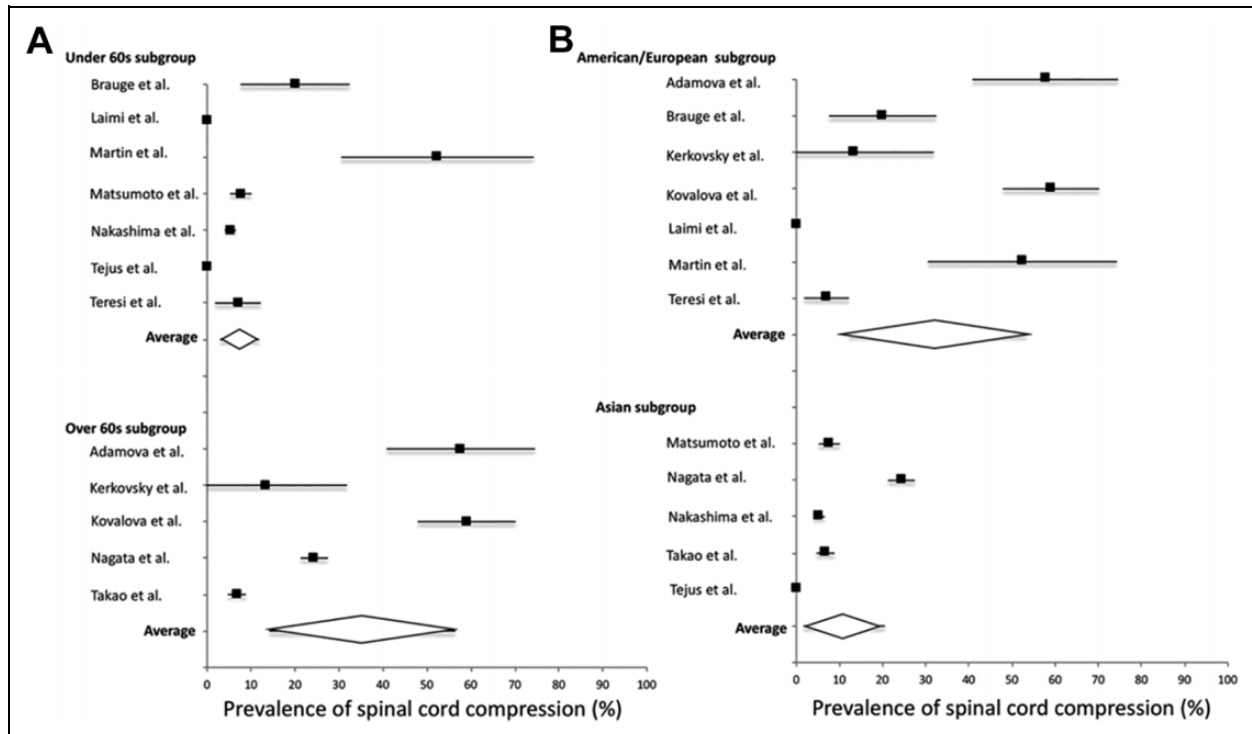 A
Under 60s subgroup
Brauge et al.
Laimi et al.
Martin et al.
Matsumoto et al.
Nakashima et al.
Tejus et al.
Teresi et al.
Average
Over 60s subgroup
Adamova et al.
Kerkovsky et al.
Kovalova et al.
Nagata et al.
Takao et al.
Average
0 10 20 30 40 50 60 70 80 90 100
Prevalence of spinal cord compression (%)
B
American/European subgroup
Adamova et al.
Brauge et al.
Kerkovsky et al.
Kovalova et al.
Laimi et al.
Martin et al.
Teresi et al.
Average
Asian subgroup
Matsumoto et al.
Nagata et al.
Nakashima et al.
Takao et al.
Tejus et al.
Average
0 10 20 30 40 50 60 70 80 90 100
Prevalence of spinal cord compression (%)